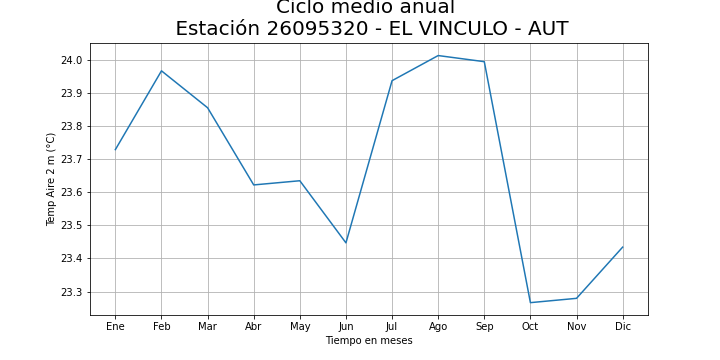 Ciclo medio anual
Estación 26095320 - EL VINCULO - AUT
24.0
23.9
23.8
23.7
23.6
23.5
23.4
23.3
Temp Aire 2 m (°C)
Ene Feb Mar Abr May Jun Jul Ago Sep Oct Nov Dic
Tiempo en meses